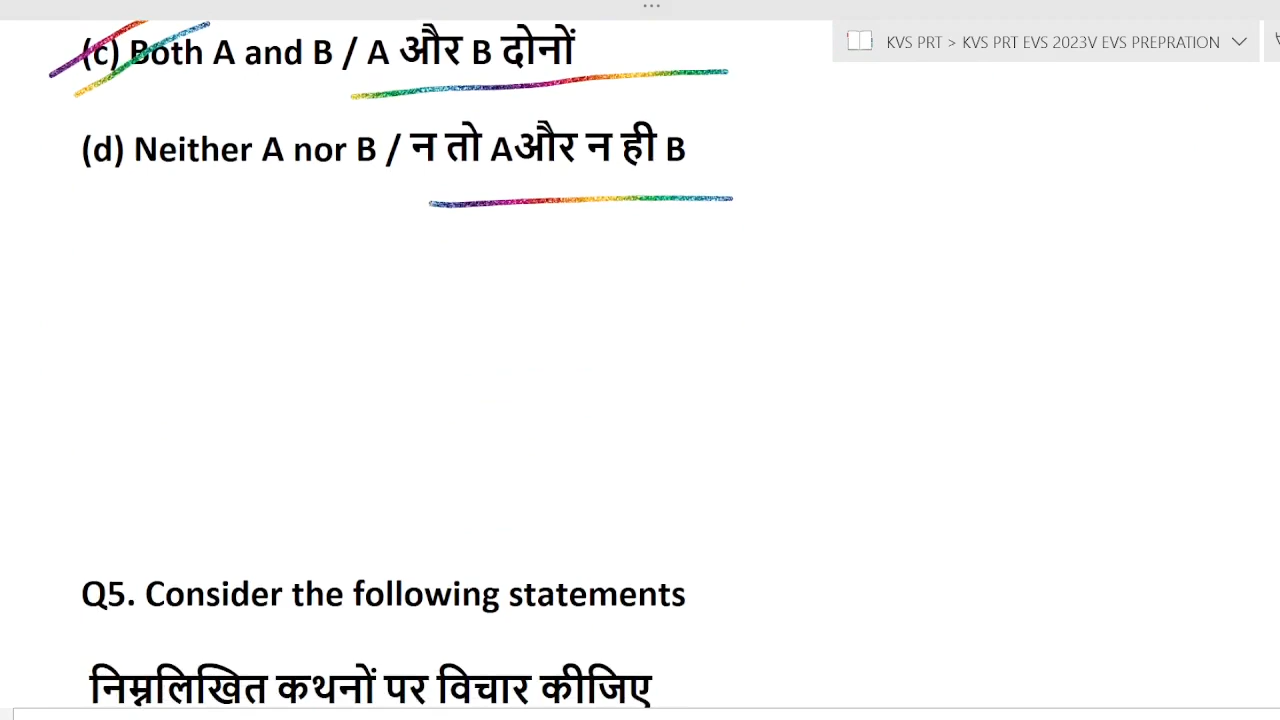 (c) Both A and B / A और B दोनों
KVS PRT > KVS PRT EVS 2023V EVS PREPRATION
(d) Neither A nor B / न तो Aऔर न ही B
Q5. Consider the following statements
निम्नलिखित कथनों पर विचार कीजिए